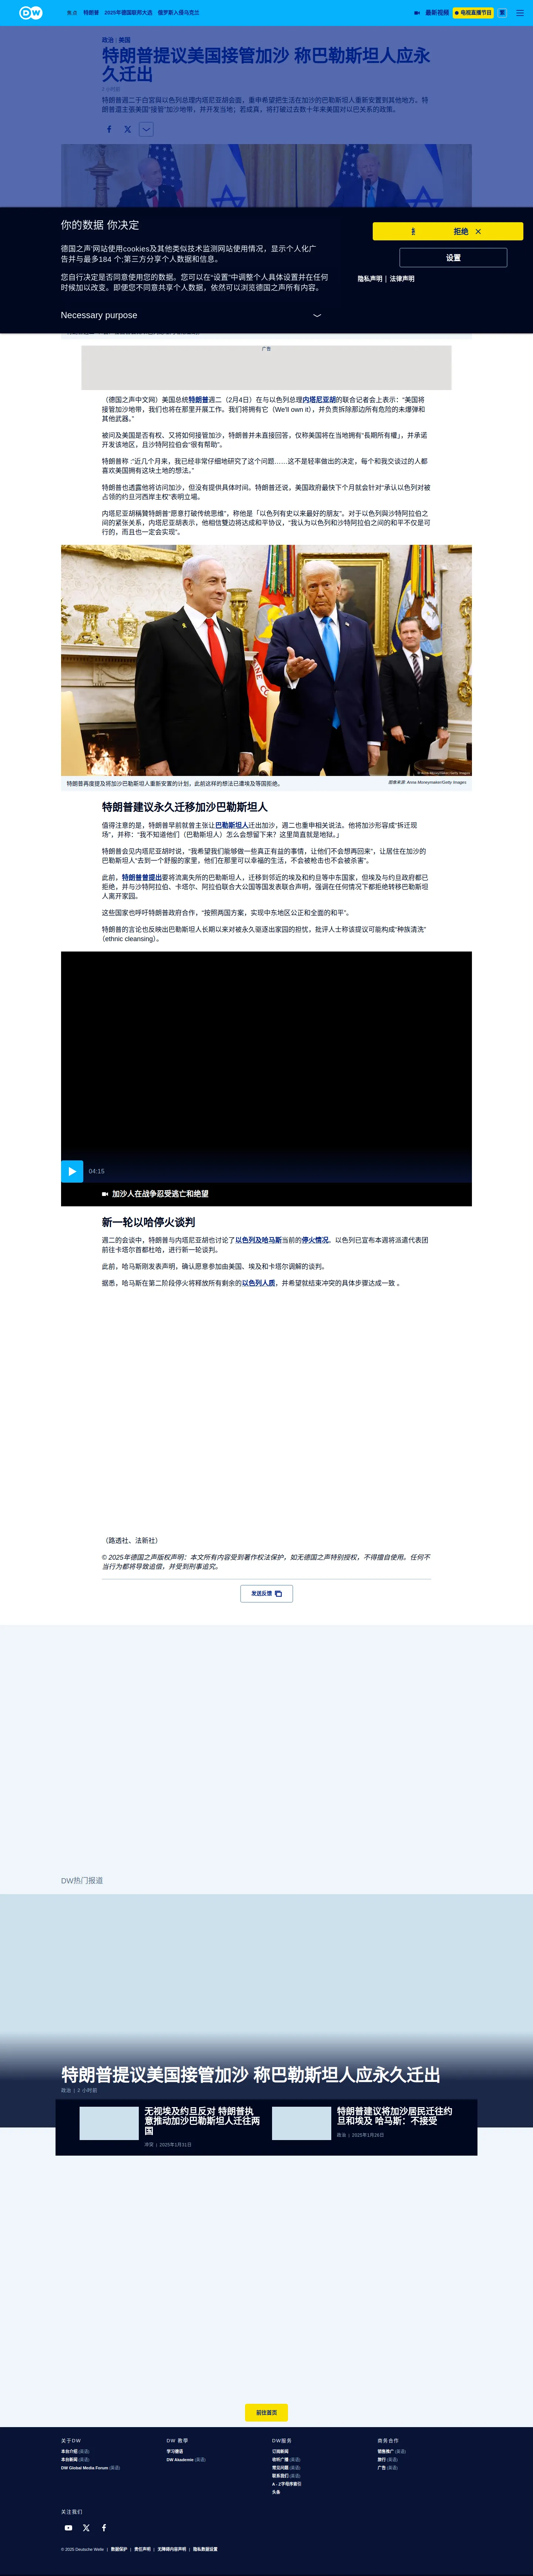 DW
焦点 特朗普 2025年德国联邦大选 俄罗斯入侵乌克兰
最新视频
电视直播节目
繁
政治 | 美国
特朗普提议美国接管加沙 称巴勒斯坦人应永
久迁出
特朗普週二于白宫與以色列总理内塔尼亚胡会面，重申希望把生活在加沙的巴勒斯坦人重新安置到其他地方。特
朗普還主張美国"接管"加沙地带，并开发当地；若成真，将打破过去数十年来美国对以巴关系的政策。
你的数据 你决定
德国之声'网站使用cookies及其他类似技术监测网站使用情况，显示个人化广
告并与最多184 个;第三方分享个人数据和信息。
您自行决定是否同意使用您的数据。您可以在"设置"中调整个人具体设置并在任何
时候加以改变。即使您不同意共享个人数据，依然可以浏览德国之声所有内容。
Necessary purpose
拒绝
设置
隐私声明 | 法律声明
广告
（德国之声中文网）美国总统特朗普週二（2月4日）在与以色列总理内塔尼亚胡的联合记者会上表示："美国将
接管加沙地带，我们也将在那里开展工作。我们将拥有它（We'll own it），并负责拆除那边所有危险的未爆弹和
其他武器。"
被问及美国是否有权、又将如何接管加沙，特朗普并未直接回答，仅称美国将在当地拥有"長期所有權」，并承诺
开发该地区，且沙特阿拉伯会"很有帮助"。
特朗普称 :"近几个月来，我已经非常仔细地研究了这个问题……这不是轻率做出的决定，每个和我交谈过的人都
喜欢美国拥有这块土地的想法。"
特朗普也透露他将访问加沙，但没有提供具体时间。特朗普还说，美国政府最快下个月就会针对"承认以色列对被
占领的约旦河西岸主权"表明立場。
内塔尼亚胡稱贊特朗普"愿意打破传统思维"，称他是「以色列有史以来最好的朋友"。对于以色列與沙特阿拉伯之
间的紧张关系，内塔尼亚胡表示，他相信雙边將达成和平协议，"我认为以色列和沙特阿拉伯之间的和平不仅是可
行的，而且也一定会实现"。
特朗普再度提及将加沙巴勒斯坦人重新安置的计划，此前这样的想法已遭埃及等国拒绝。
图像来源: Anna Moneymaker/Getty Images
特朗普建议永久迁移加沙巴勒斯坦人
值得注意的是，特朗普早前就曾主张让巴勒斯坦人迁出加沙，週二也重申相关说法。他将加沙形容成"拆迁现
场"，并称："我不知道他们（巴勒斯坦人）怎么会想留下来？这里简直就是地狱。」
特朗普会见内塔尼亚胡时说，"我希望我们能够做一些真正有益的事情，让他们不会想再回来"，让居住在加沙的
巴勒斯坦人"去到一个舒服的家里，他们在那里可以幸福的生活，不会被枪击也不会被杀害"。
此前，特朗普曾提出要将流离失所的巴勒斯坦人，迁移到邻近的埃及和约旦等中东国家，但埃及与约旦政府都已
拒绝，并与沙特阿拉伯、卡塔尔、阿拉伯联合大公國等国发表联合声明，强调在任何情况下都拒绝转移巴勒斯坦
人离开家园。
这些国家也呼吁特朗普政府合作，"按照两国方案，实现中东地区公正和全面的和平"。
特朗普的言论也反映出巴勒斯坦人长期以来对被永久驱逐出家园的担忧，批评人士称该提议可能构成"种族清洗"
（ethnic cleansing）。
04:15
加沙人在战争忍受逃亡和绝望
新一轮以哈停火谈判
週二的会谈中，特朗普与内塔尼亚胡也讨论了以色列及哈马斯当前的停火情况。以色列已宣布本週将派遣代表团
前往卡塔尔首都杜哈，进行新一轮谈判。
此前，哈马斯刚发表声明，确认愿意参加由美国、埃及和卡塔尔调解的谈判。
据悉，哈马斯在第二阶段停火将释放所有剩余的以色列人质，并希望就结束冲突的具体步骤达成一致 。
（路透社、法新社）
© 2025年德国之声版权声明：本文所有内容受到著作权法保护，如无德国之声特别授权，不得擅自使用。任何不
当行为都将导致追偿，并受到刑事追究。
发送反馈
DW热门报道
特朗普提议美国接管加沙 称巴勒斯坦人应永久迁出
政治 | 3 小时前
无视埃及约旦反对 特朗普执
意推动加沙巴勒斯坦人迁往两
国
冲突 | 2025年1月31日
特朗普建议将加沙居民迁往约
旦和埃及 哈马斯：不接受
政治 | 2025年1月26日
前往首页
关于DW
本台介绍 (英语)
本台新闻 (英语)
DW Global Media Forum (英语)
DW 教学
学习德语
DW Akademie (英语)
DW服务
订阅新闻
收听广播 (英语)
常见问题 (英语)
联系我们 (英语)
A - Z字母序索引
头条
商务合作
销售推广 (英语)
旅行 (英语)
广告 (英语)
关注我们
© 2025 Deutsche Welle | 数据保护 | 责任声明 | 无障碍内容声明 | 隐私数据设置